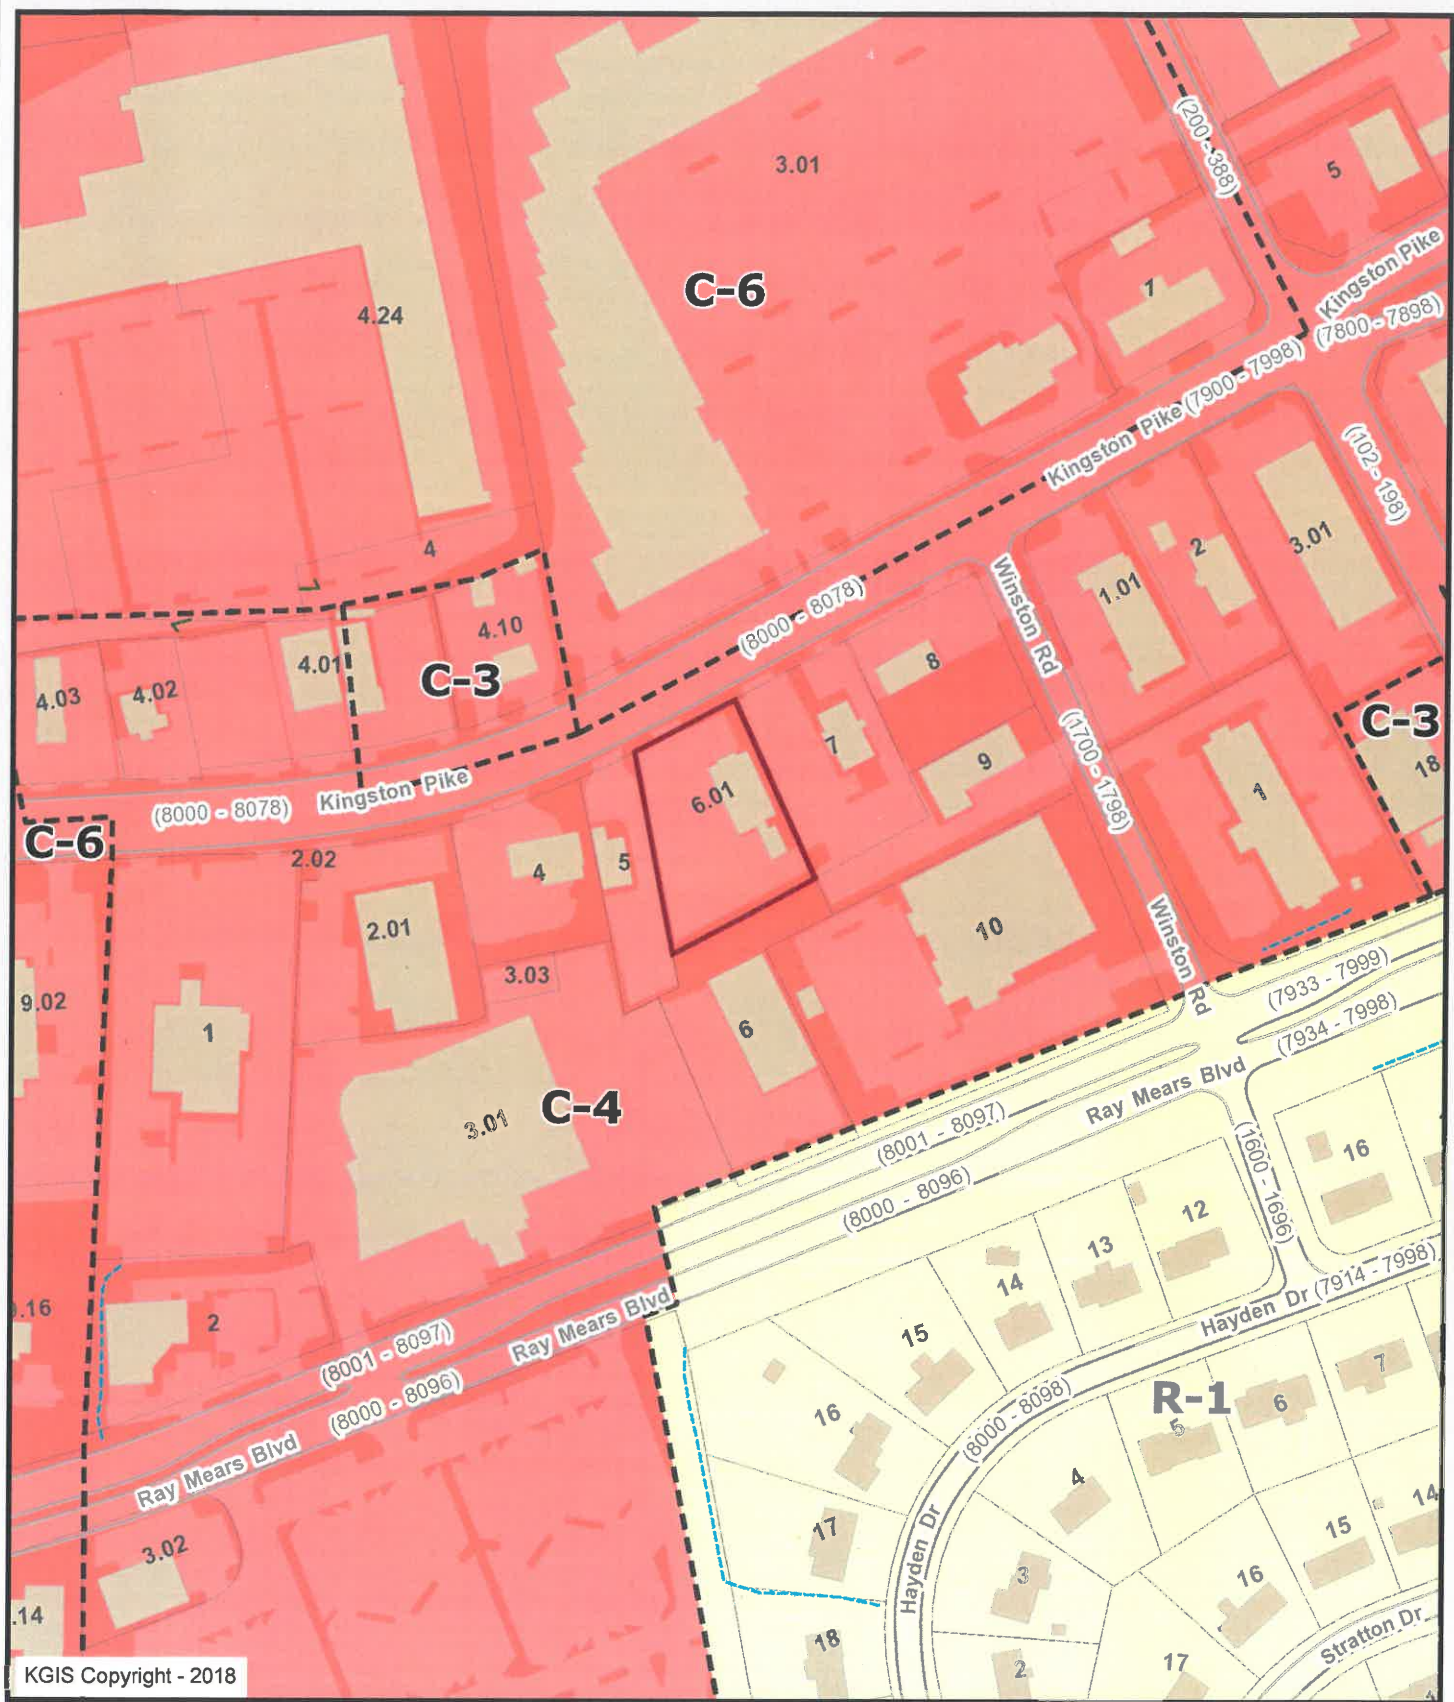 3.01
(200 - 388)
5
C-6
4.24
1
Kingston Pike
(7800 - 7898)
Kingston Pike (7900 - 7998)
(102 - 198)
4
3.01
2
1.01
(8000 - 8078)
Winston Rd
4.10
C-3
4.01
4.02
4.03
8
7
9
C-3
18
(1700 - 1798)
1
6.01
(8000 - 8078)
Kingston Pike
C-6
2.02
4
5
2.01
10
Winston Rd
3.03
9.02
1
6
(7933 - 7999)
(7934 - 7998)
Ray Mears Blvd
3.01
C-4
(8001 - 8097)
(8000 - 8096)
(1600 - 1696)
16
12
13
14
Hayden Dr (7914 - 7998)
2
.16
(8001 - 8097)
Ray Mears Blvd
(8000 - 8096)
15
R-1
7
6
5
16
(8000 - 8098)
4
Ray Mears Blvd
17
14
15
3.02
Hayden Dr
3
16
.14
18
2
17
Stratton Dr
KGIS Copyright - 2018